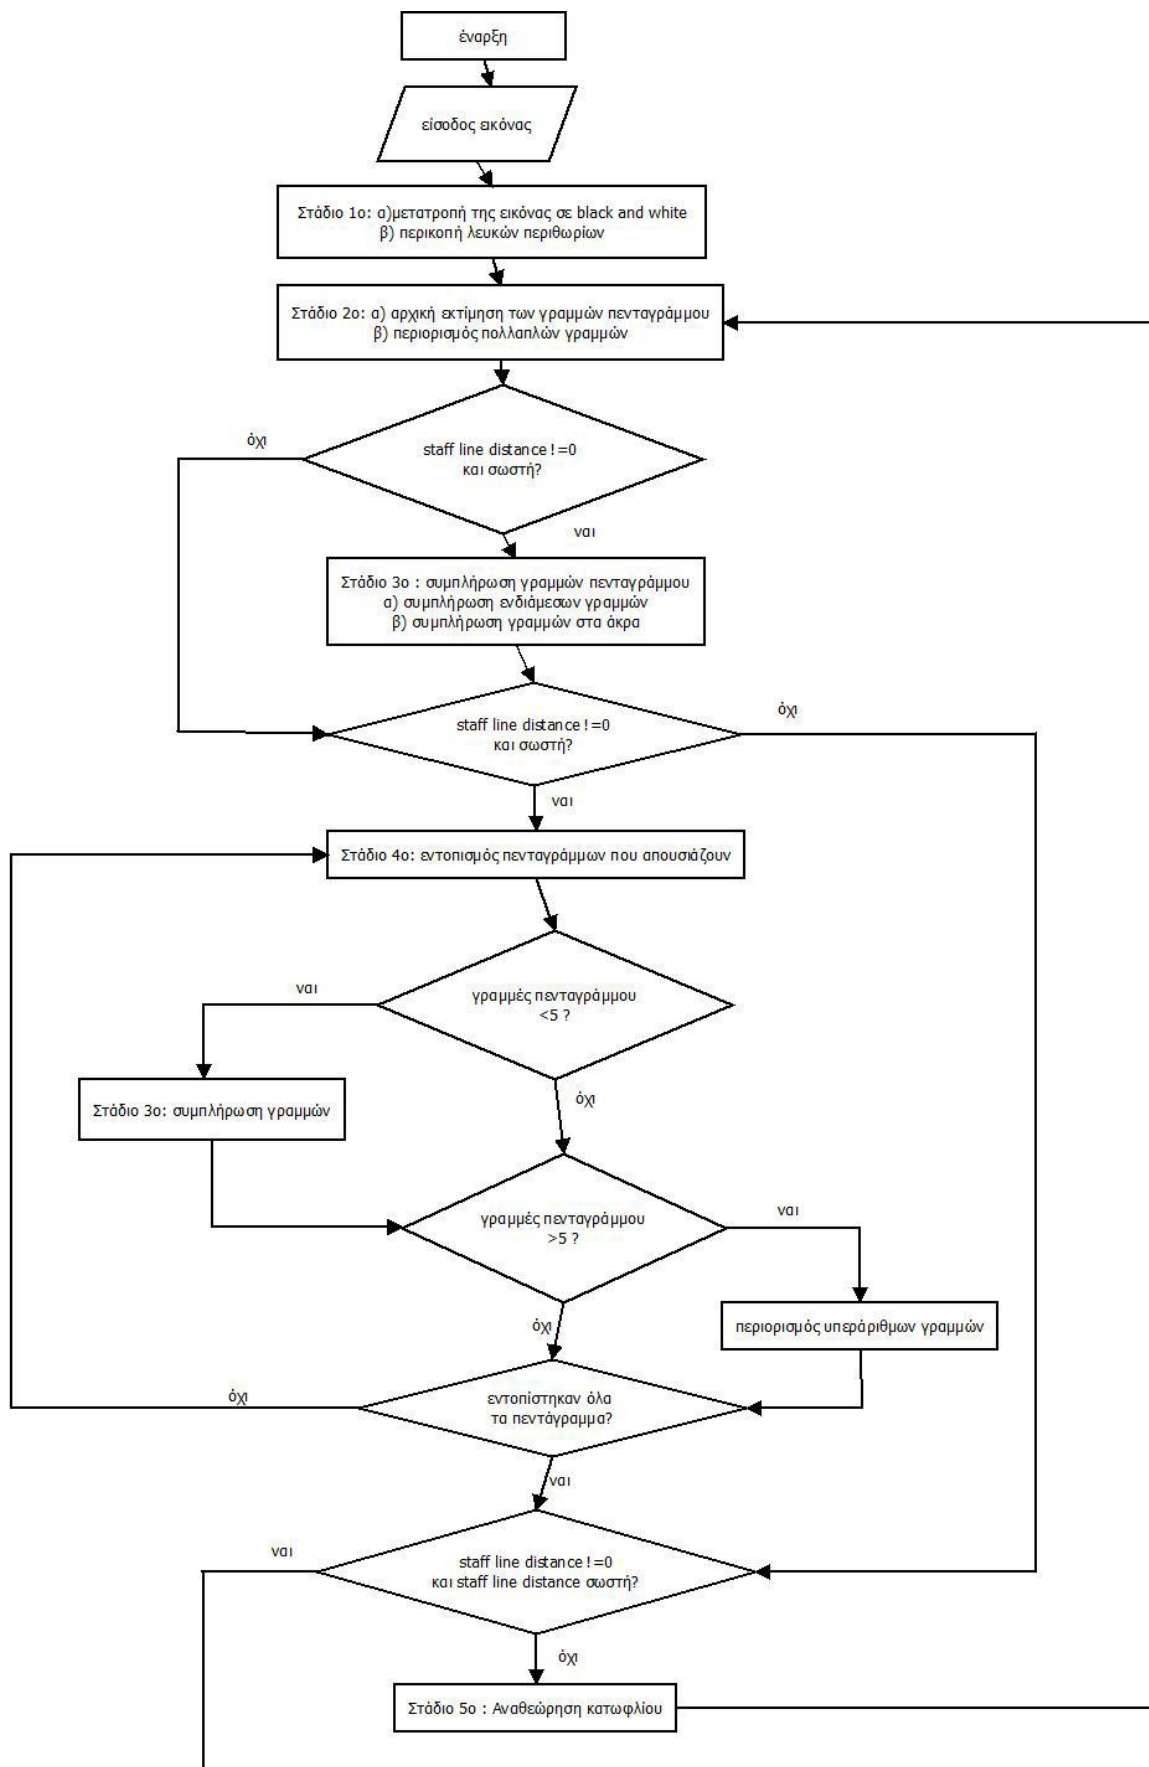 έναρξη
είσοδος εικόνας
Στάδιο 1ο: α)μετατροπή της εικόνας σε black and white
β) περικοπή λευκών περιθωρίων
Στάδιο 2ο: α) αρχική εκτίμηση των γραμμών πενταγράμμου
β) περιορισμός πολλαπλών γραμμών
όχι
staff line distance !=0
και σωστή?
ναι
Στάδιο 3ο : συμπλήρωση γραμμών πενταγράμμου
α) συμπλήρωση ενδιάμεσων γραμμών
β) συμπλήρωση γραμμών στα άκρα
όχι
staff line distance !=0
και σωστή?
ναι
Στάδιο 4ο: εντοπισμός πενταγράμμων που απουσιάζουν
ναι
γραμμές πενταγράμμου
<5 ?
όχι
Στάδιο 3ο: συμπλήρωση γραμμών
γραμμές πενταγράμμου
>5 ?
ναι
όχι
περιορισμός υπεράριθμων γραμμών
όχι
εντοπίστηκαν όλα
τα πεντάγραμμα?
ναι
ναι
staff line distance !=0
και staff line distance σωστή?
όχι
Στάδιο 5ο : Αναθεώρηση κατωφλίου